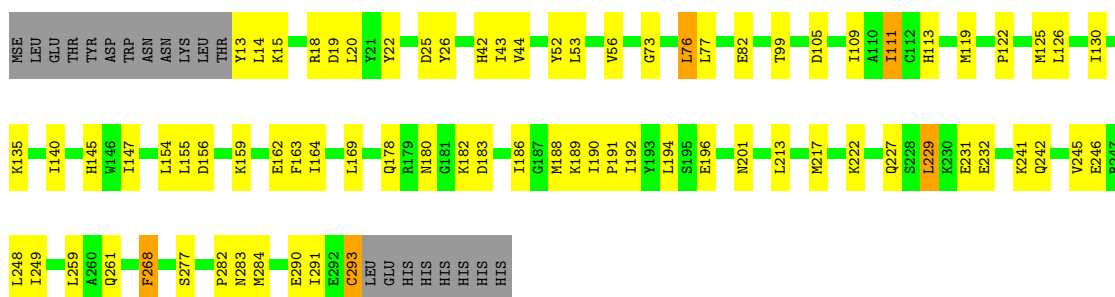 MSE LEU GLU THR TYR ASP TRP ASN ASN LYS LEU THR Y13 L14 K15 R18 D19 L20 Y21 Y22 D25 Y26 H42 I43 V44 Y52 L53 V56 G73 L76 L77 E82 T99 D105 I109 A110 I111 C112 H113 M119 P122 M125 L126 I130
K135 I140 H145 W146 I147 L154 L155 D156 K159 E162 F163 I164 L169 Q178 R179 N180 G181 K182 D183 I186 G187 M188 K189 I190 P191 I192 Y193 L194 S195 E196 N201 L213 M217 K222 Q227 S228 L229 K230 E231 E232 K241 Q242 V245 E246
L248 I249 L259 A260 Q261 F268 S277 P282 N283 M284 E290 I291 E292 C293 LEU GLU HIS HIS HIS HIS HIS HIS